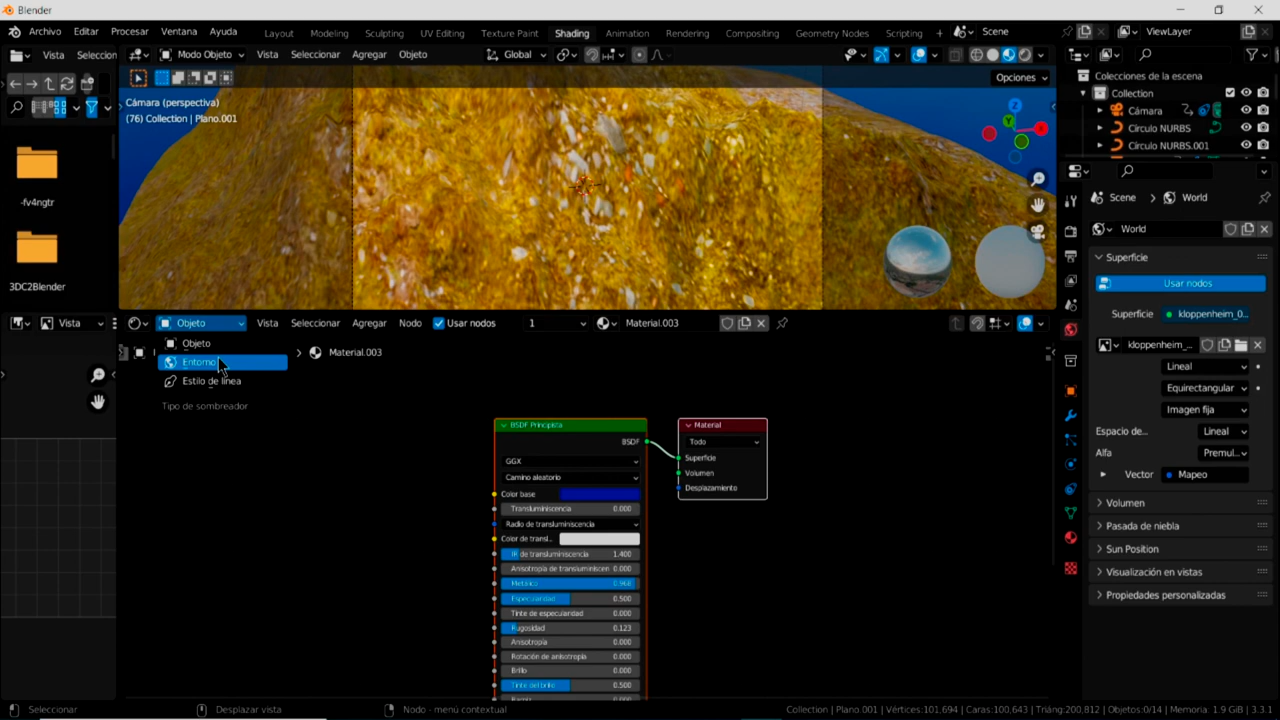 Blender
Archivo Editar Procesar Ventana Ayuda
Layout Modeling Sculpting UV Editing Texture Paint Shading Animation Rendering Compositing Geometry Nodes Scripting +
Scene
ViewLayer
Vista Seleccion
Modo Objeto
Vista Seleccionar Agregar Objeto
Global
Opciones
Cámara (perspectiva)
(76) Collection | Plano.001
Z
Y
X
-fv4ngtr
3DC2Blender
Colecciones de la escena
Collection
Cámara
Círculo NURBS
Círculo NURBS.001
Scene
World
World
Superficie
Usar nodos
Superficie kloppenheim_0...
kloppenheim_...
Lineal
Equirectangular
Imagen fija
Espacio de... Lineal
Alfa Premul...
Vector Mapeo
Volumen
Pasada de niebla
Sun Position
Visualización en vistas
Propiedades personalizadas
Vista
Objeto
Vista Seleccionar Agregar Nodo Usar nodos 1 Material.003
Objeto
Entorno
Estilo de línea
Tipo de sombreador
Material.003
BSDF Principista
BSDF
GGX
Camino aleatorio
Color base
Transluminiscencia 0.000
Radio de transluminiscencia
Color de transl...
IR de transluminiscencia 1.400
Anisotropía de transluminiscen 0.000
Metálico 0.968
Especularidad 0.500
Tinte de especularidad 0.000
Rugosidad 0.123
Anisotropía 0.000
Rotación de anisotropía 0.000
Brillo 0.000
Tinte del brillo 0.500
Material
Todo
Superficie
Volumen
Desplazamiento
Seleccionar
Desplazar vista
Nodo - menú contextual
Collection | Plano.001 | Vértices:101,694 | Caras:100,643 | Triáng:200,812 | Objetos:0/14 | Memoria: 1.9 GiB | 3.3.1